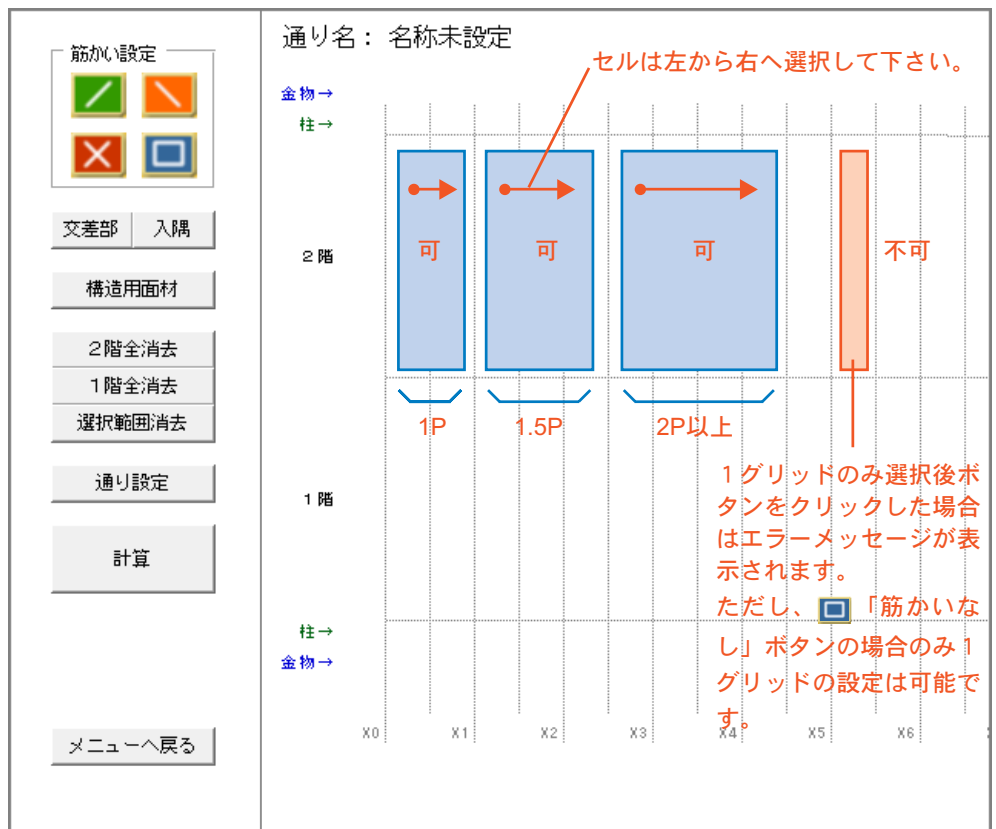 筋かい設定
交差部
入隅
構造用面材
2階全消去
1階全消去
選択範囲消去
通り設定
計算
メニューへ戻る
通り名： 名称未設定
セルは左から右へ選択して下さい。
金物→
柱→
2階
可
可
可
不可
1P
1.5P
2P以上
1階
１グリッドのみ選択後ボ
タンをクリックした場合
はエラーメッセージが表
示されます。
ただし、「筋かいな
し」ボタンの場合のみ１
グリッドの設定は可能で
す。
柱→
金物→
X0 X1 X2 X3 X4 X5 X6